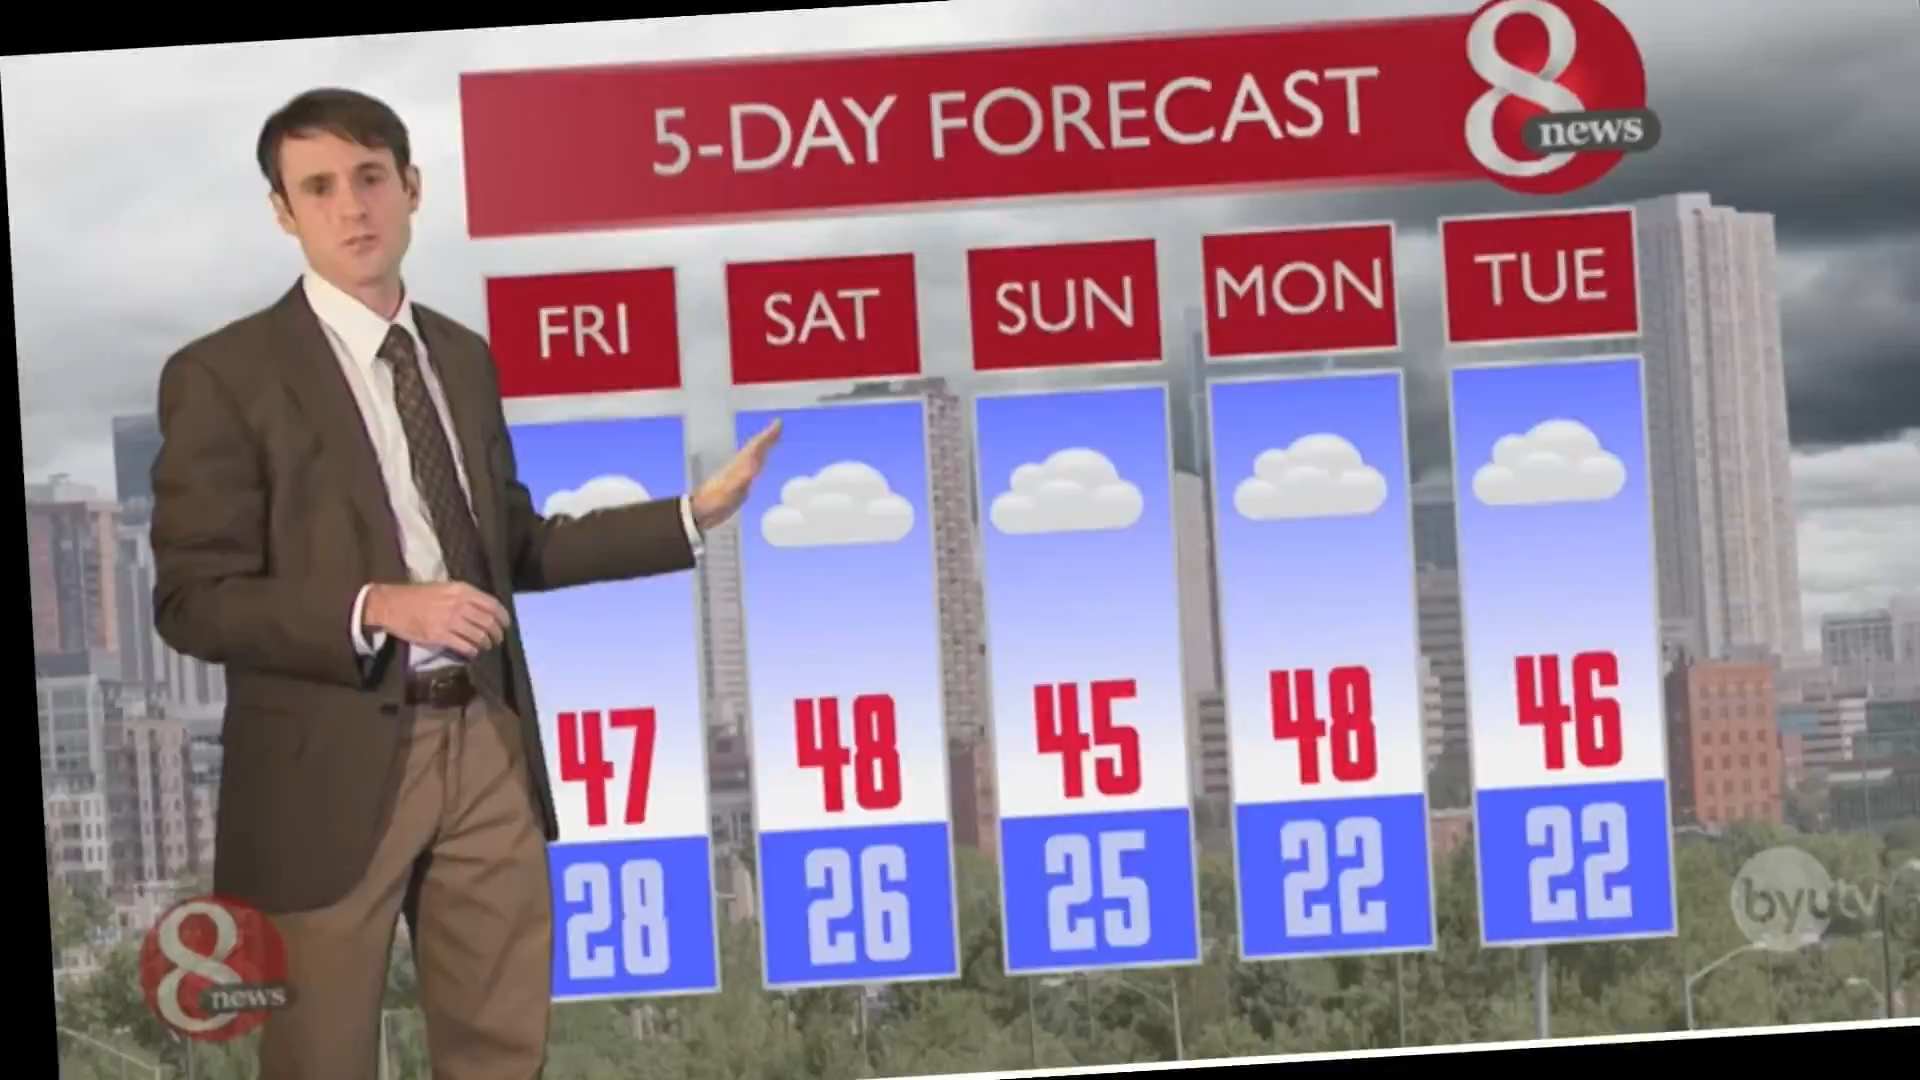 5-DAY FORECAST
8
news
FRI SAT SUN MON TUE
47 48 45 48 46
28 26 25 22 22
byutv
8
news